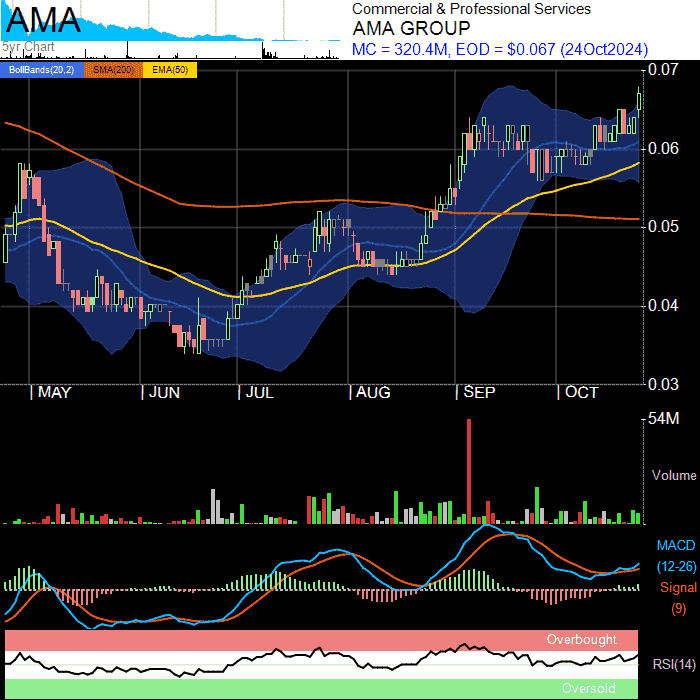 AMA
5yr Chart
Commercial & Professional Services
AMA GROUP
MC = 320.4M, EOD = $0.067 (24Oct2024)
BollBands(20,2) SMA(200) EMA(50)
0.07
0.06
0.05
0.04
0.03
| MAY | JUN | JUL | AUG | SEP | OCT
54M
Volume
MACD
(12-26)
Signal
(9)
Overbought
RSI(14)
Oversold